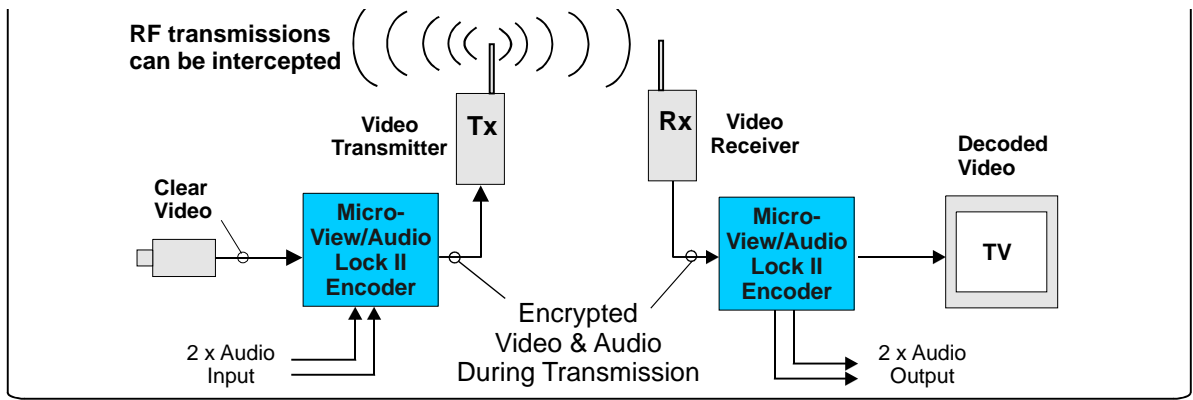 RF transmissions
can be intercepted
Tx
Rx
Video
Transmitter
Video
Receiver
Decoded
Video
Clear
Video
Micro-
View/Audio
Lock II
Encoder
Micro-
View/Audio
Lock II
Encoder
TV
Encrypted
Video & Audio
During Transmission
2 x Audio
Input
2 x Audio
Output